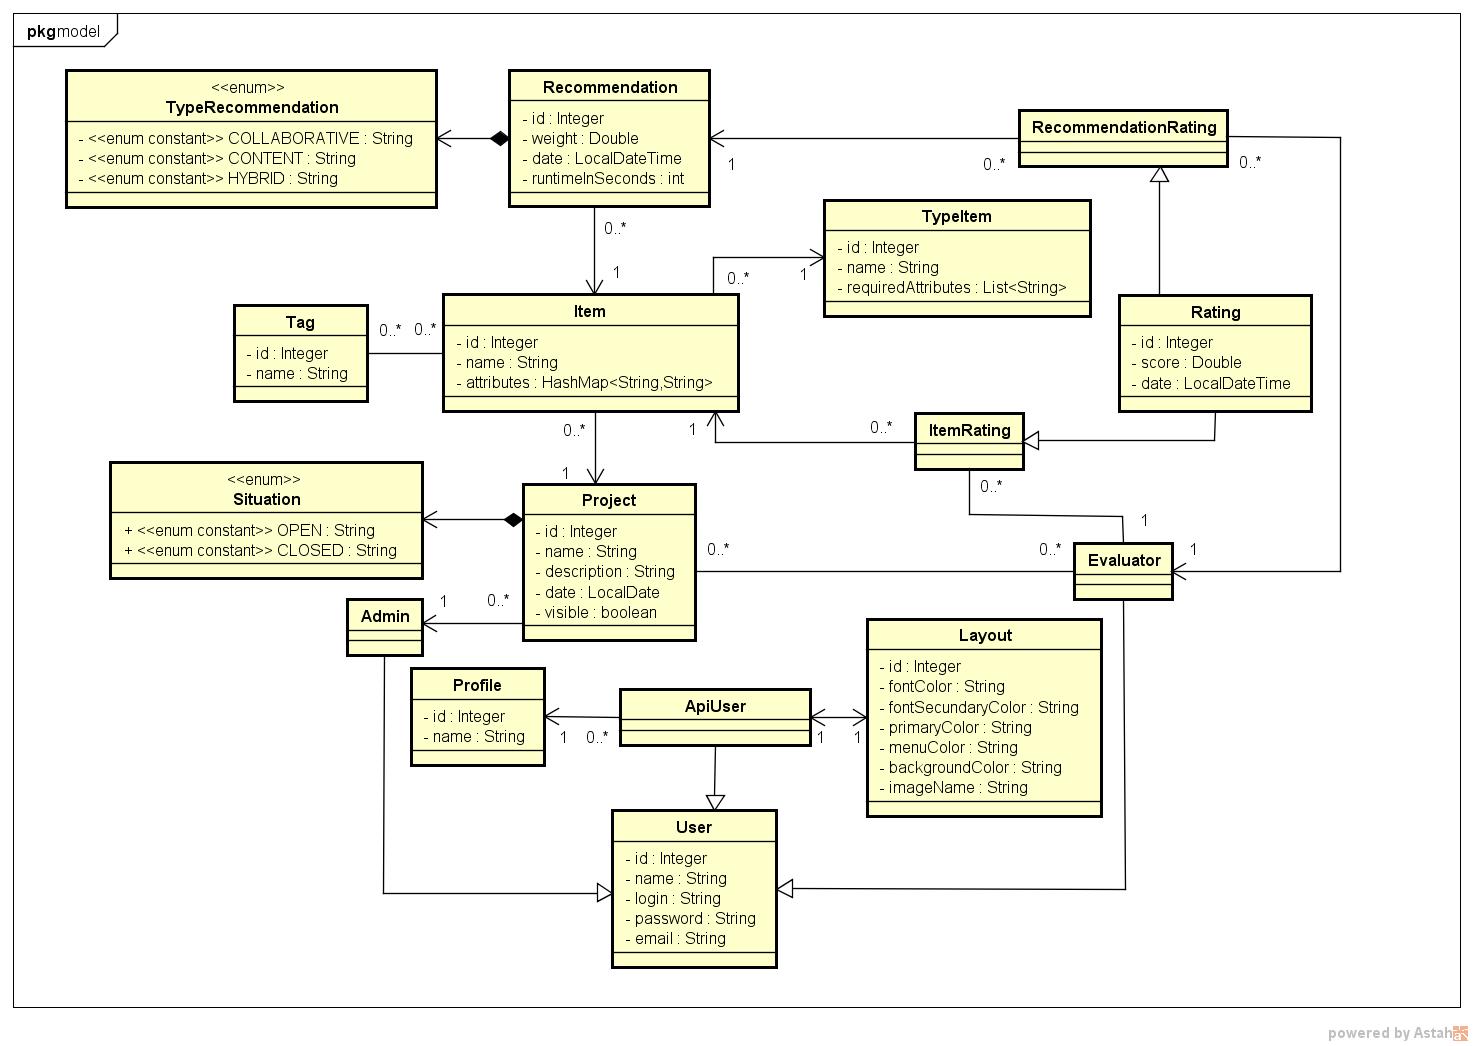 pkg model
<<enum>>
TypeRecommendation
- <<enum constant>> COLLABORATIVE : String
- <<enum constant>> CONTENT : String
- <<enum constant>> HYBRID : String
Recommendation
- id : Integer
- weight : Double
- date : LocalDateTime
- runtimeInSeconds : int
RecommendationRating
1
0..*
0..*
TypeItem
- id : Integer
- name : String
- requiredAttributes : List<String>
0..*
1
0..*
1
Tag
- id : Integer
- name : String
0..*
0..*
Item
- id : Integer
- name : String
- attributes : HashMap<String,String>
Rating
- id : Integer
- score : Double
- date : LocalDateTime
0..*
1
1
0..*
ItemRating
0..*
1
<<enum>>
Situation
+ <<enum constant>> OPEN : String
+ <<enum constant>> CLOSED : String
Project
- id : Integer
- name : String
- description : String
- date : LocalDate
- visible : boolean
0..*
0..*
1
Evaluator
Admin
1
0..*
Profile
- id : Integer
- name : String
1
0..*
ApiUser
1
1
Layout
- id : Integer
- fontColor : String
- fontSecundaryColor : String
- primaryColor : String
- menuColor : String
- backgroundColor : String
- imageName : String
User
- id : Integer
- name : String
- login : String
- password : String
- email : String
powered by Astah